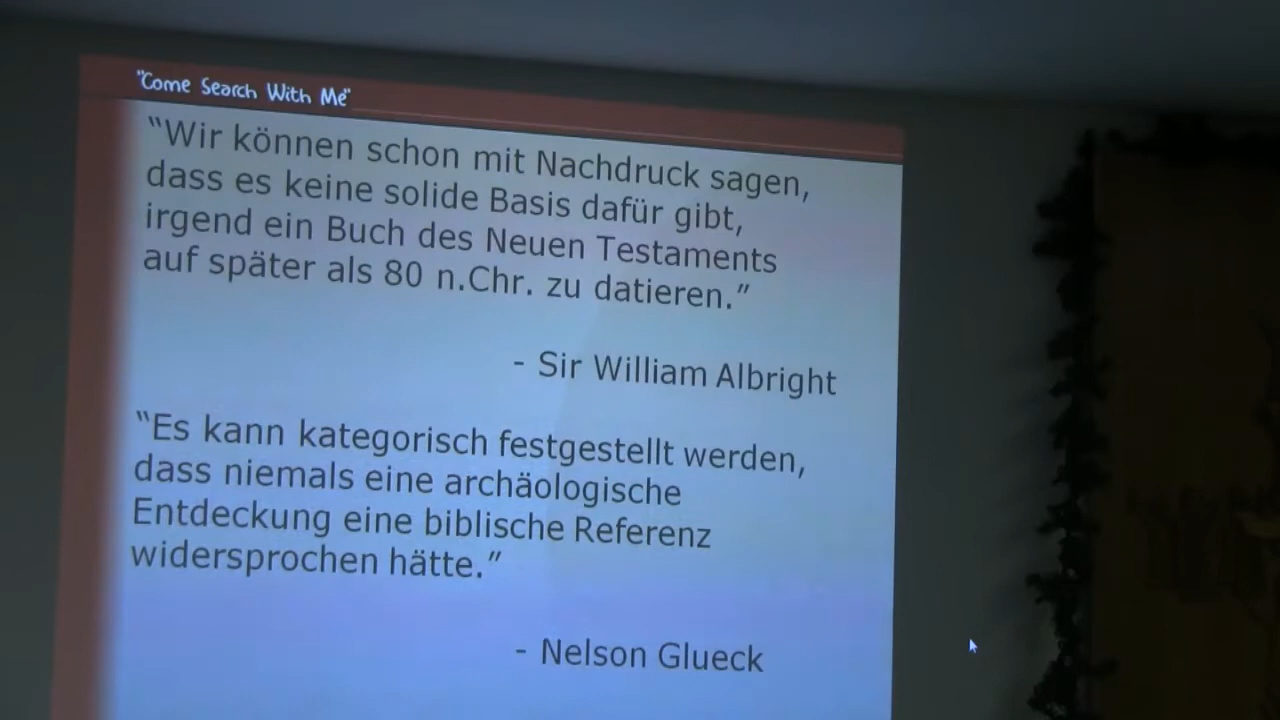 "Come Search With Me"
"Wir können schon mit Nachdruck sagen,
dass es keine solide Basis dafür gibt,
irgend ein Buch des Neuen Testaments
auf später als 80 n.Chr. zu datieren."
- Sir William Albright
"Es kann kategorisch festgestellt werden,
dass niemals eine archäologische
Entdeckung eine biblische Referenz
widersprochen hätte."
- Nelson Glueck